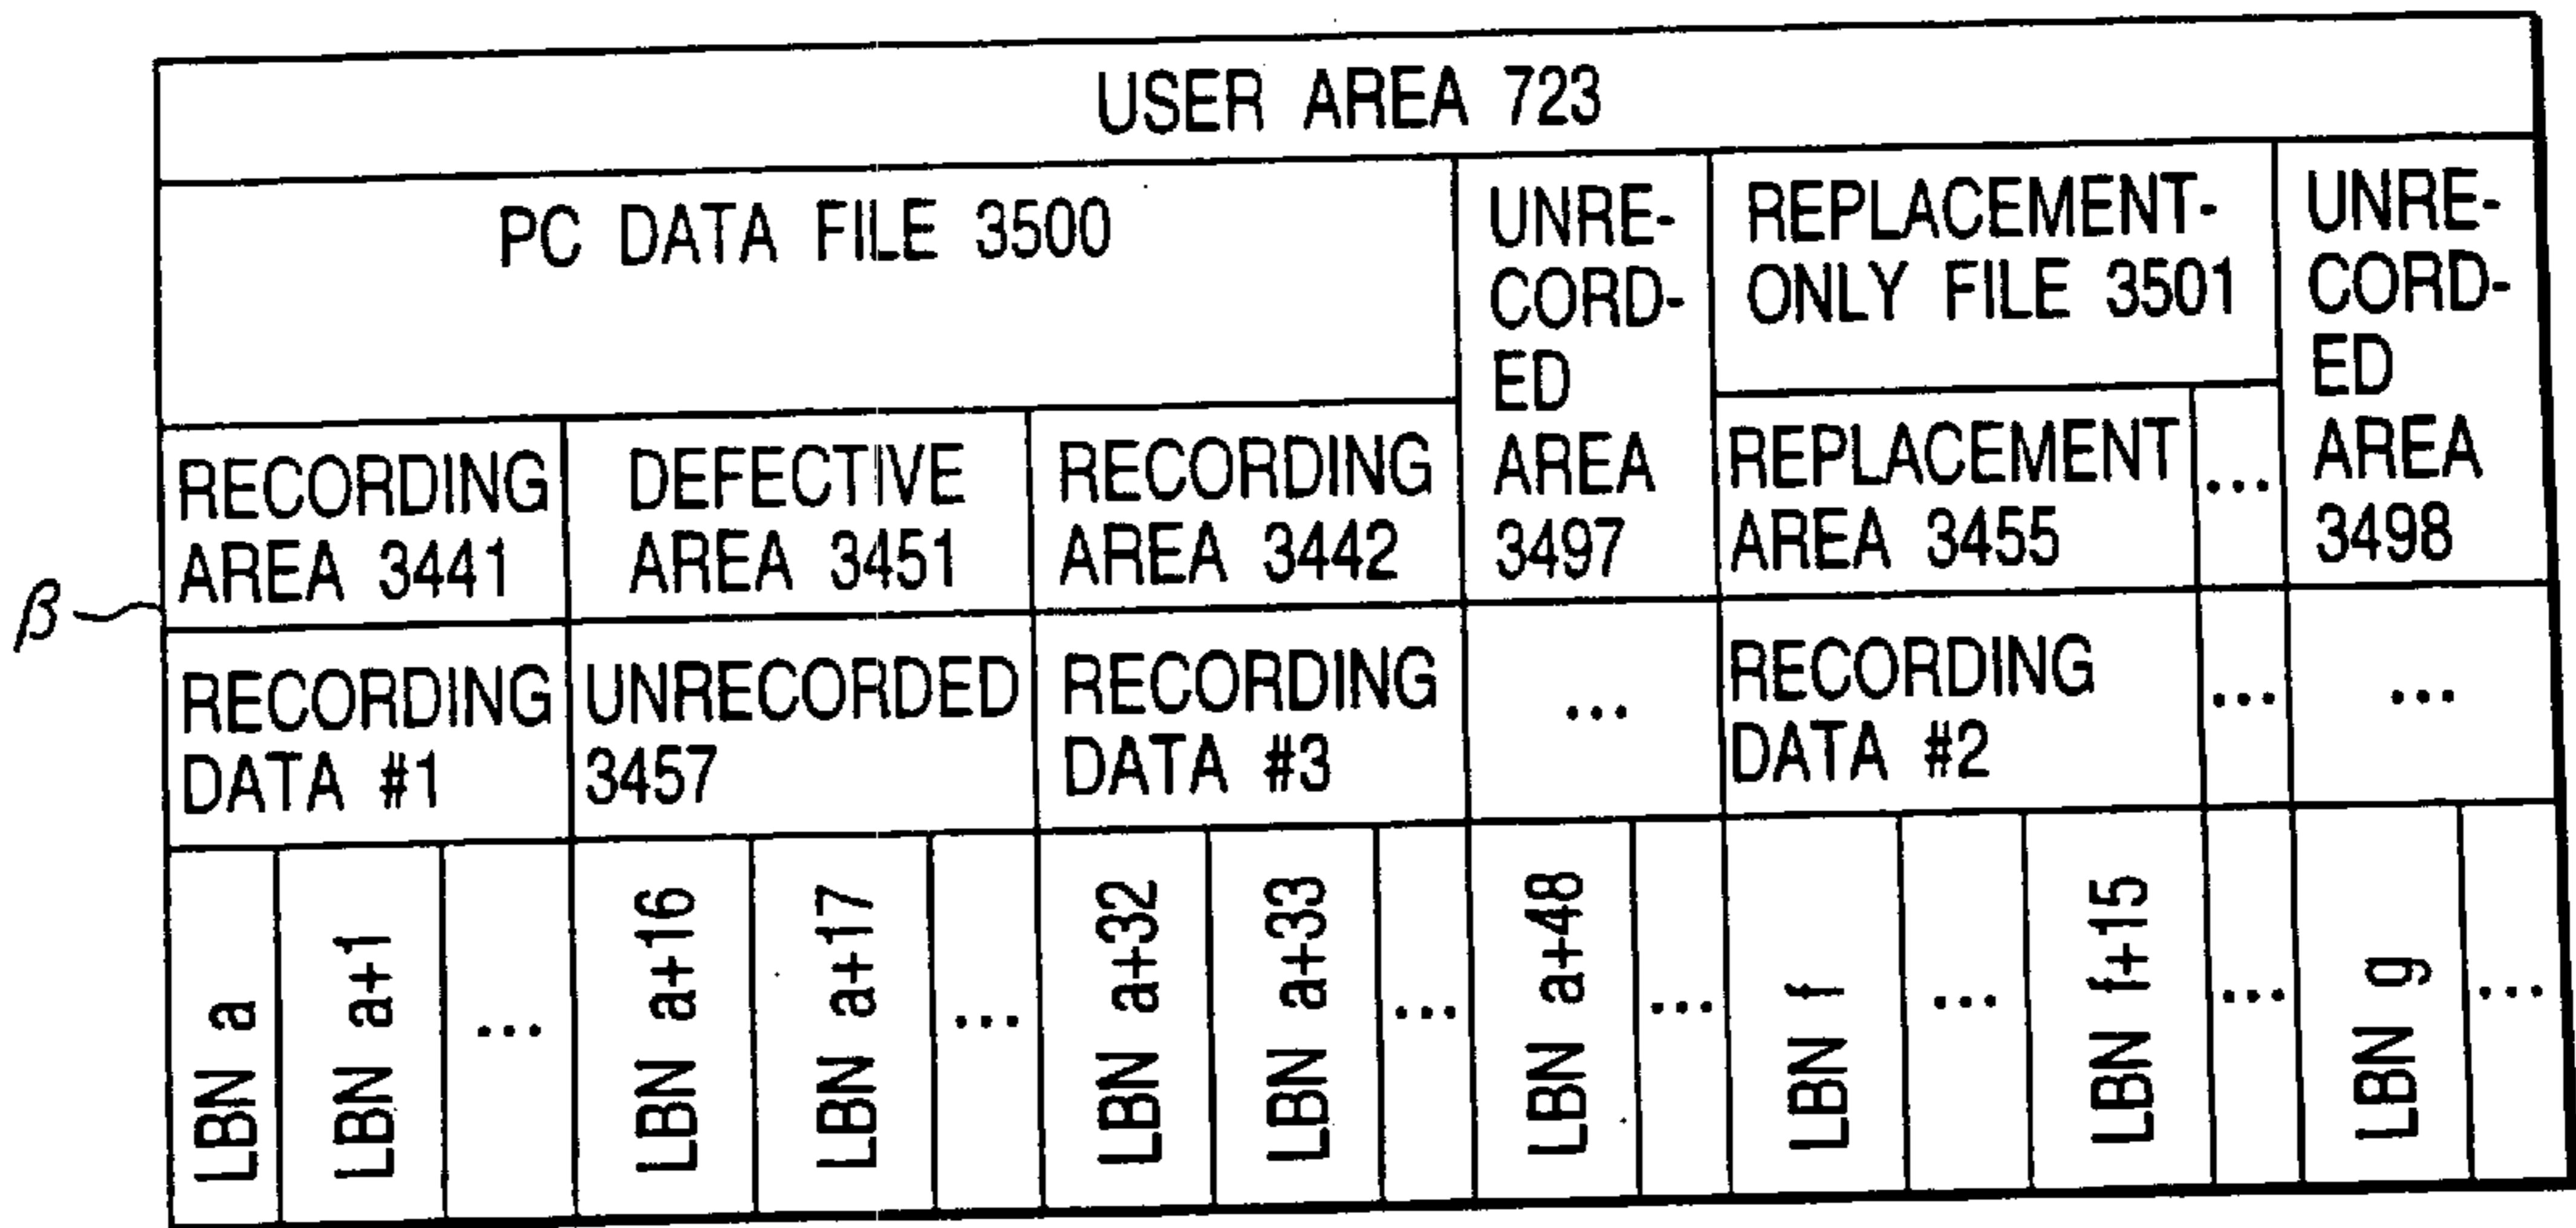 USER AREA 723
PC DATA FILE 3500
UNRE-
CORD-
ED
AREA
3497
REPLACEMENT-
ONLY FILE 3501
UNRE-
CORD-
ED
AREA
3498
RECORDING
AREA 3441
DEFECTIVE
AREA 3451
RECORDING
AREA 3442
REPLACEMENT
AREA 3455
...
β
RECORDING
DATA #1
UNRECORDED
3457
RECORDING
DATA #3
...
RECORDING
DATA #2
...
...
LBN a
LBN a+1
...
LBN a+16
LBN a+17
...
LBN a+32
LBN a+33
...
LBN a+48
...
LBN f
...
LBN f+15
...
LBN g
...